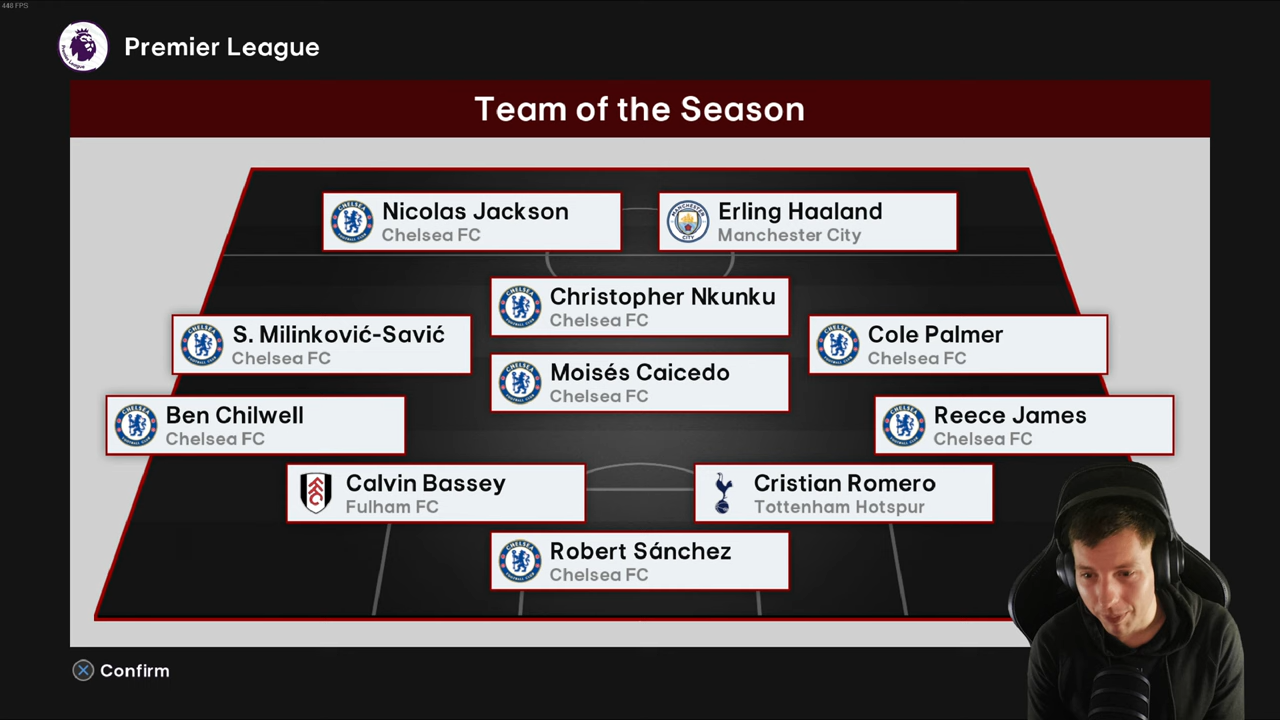 448 FPS
Premier League
Team of the Season
Nicolas Jackson
Chelsea FC
Erling Haaland
Manchester City
Christopher Nkunku
Chelsea FC
S. Milinković-Savić
Chelsea FC
Cole Palmer
Chelsea FC
Moisés Caicedo
Chelsea FC
Ben Chilwell
Chelsea FC
Reece James
Chelsea FC
Calvin Bassey
Fulham FC
Cristian Romero
Tottenham Hotspur
Robert Sánchez
Chelsea FC
Confirm